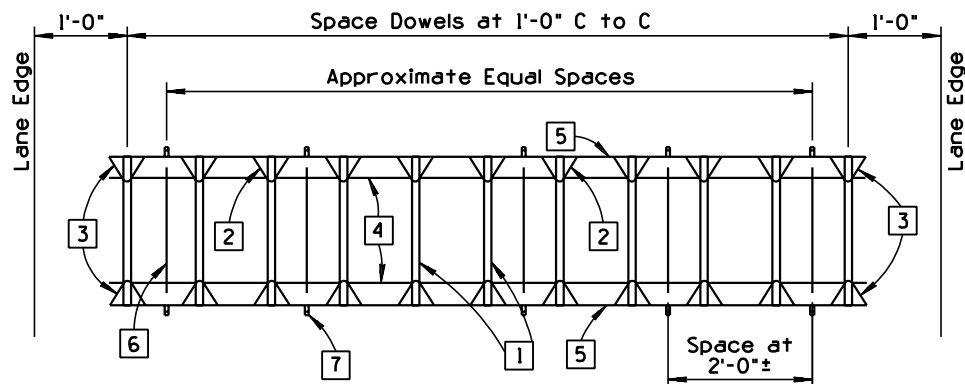 1'-0"
Space Dowels at 1'-0" C to C
1'-0"
Lane Edge
Approximate Equal Spaces
Lane Edge
5
3
2
4
2
3
6
7
1
5
Space at
2'-0"±